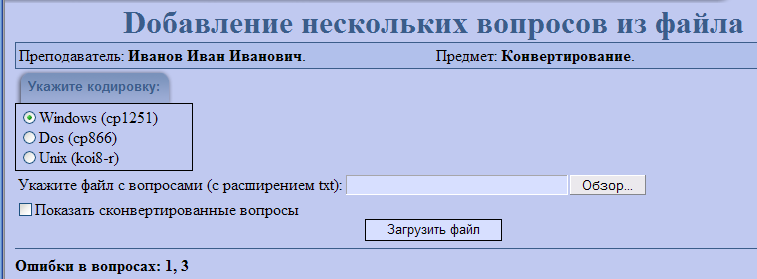 Добавление нескольких вопросов из файла
Преподаватель: Иванов Иван Иванович. Предмет: Конвертирование.
Укажите кодировку:
Windows (cp1251)
Dos (cp866)
Unix (koi8-r)
Укажите файл с вопросами (с расширением txt): Обзор...
Показать сконвертированные вопросы
Загрузить файл
Ошибки в вопросах: 1, 3